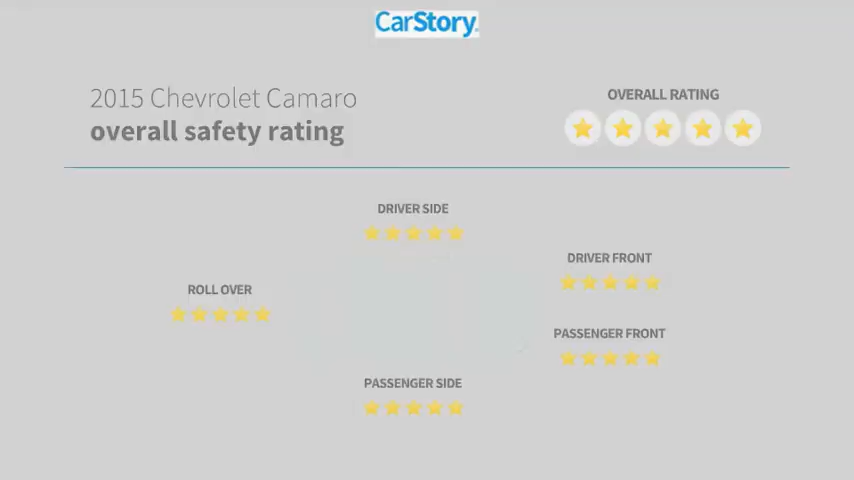 CarStory.
2015 Chevrolet Camaro
overall safety rating
OVERALL RATING
DRIVER SIDE
DRIVER FRONT
ROLL OVER
PASSENGER FRONT
PASSENGER SIDE